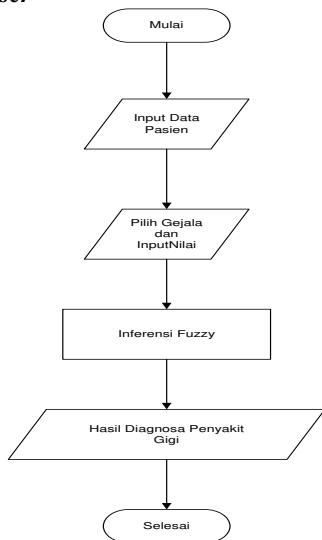 Mulai
Input Data
Pasien
Pilih Gejala
dan
InputNilai
Inferensi Fuzzy
Hasil Diagnosa Penyakit
Gigi
Selesai